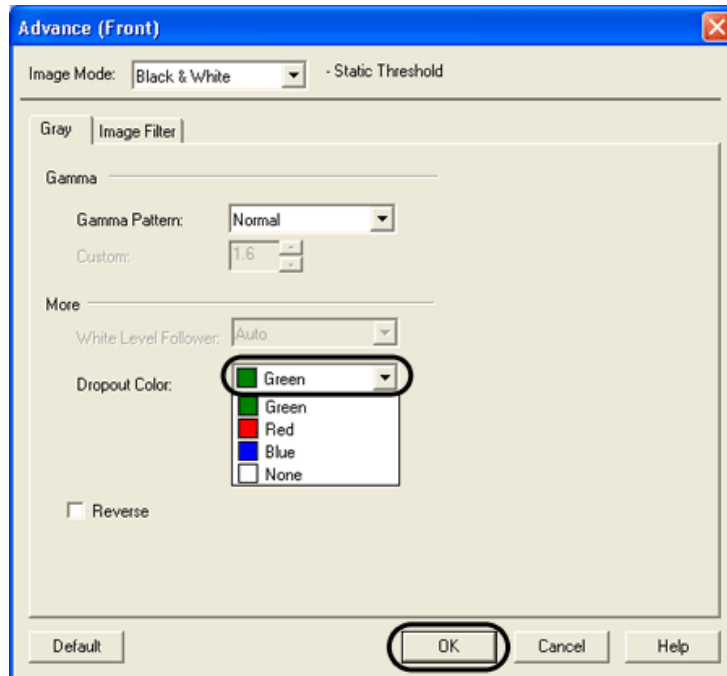 Advance (Front)
Image Mode: Black & White - Static Threshold
Gray Image Filter
Gamma
Gamma Pattern: Normal
Custom: 1.6
More
White Level Follower: Auto
Dropout Color: Green
Green
Red
Blue
None
Reverse
Default OK Cancel Help